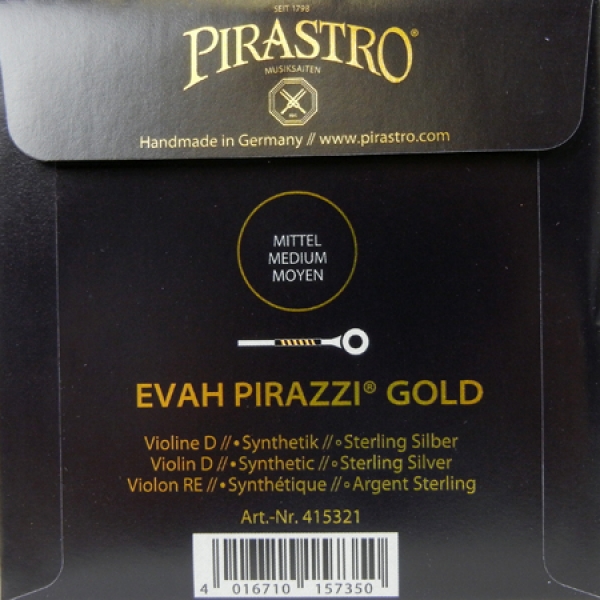 SEIT 1798
PIRASTRO®
MUSIKSAITEN
Handmade in Germany // www.pirastro.com
MITTEL
MEDIUM
MOYEN
EVAH PIRAZZI® GOLD
Violine D //•Synthetik //∘Sterling Silber
Violin D //•Synthetic //∘Sterling Silver
Violon RE //•Synthétique //∘Argent Sterling
Art.-Nr. 415321
4 016710 157350